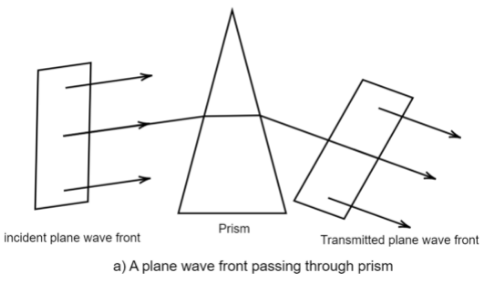 Prism
incident plane wave front
Transmitted plane wave front
a) A plane wave front passing through prism